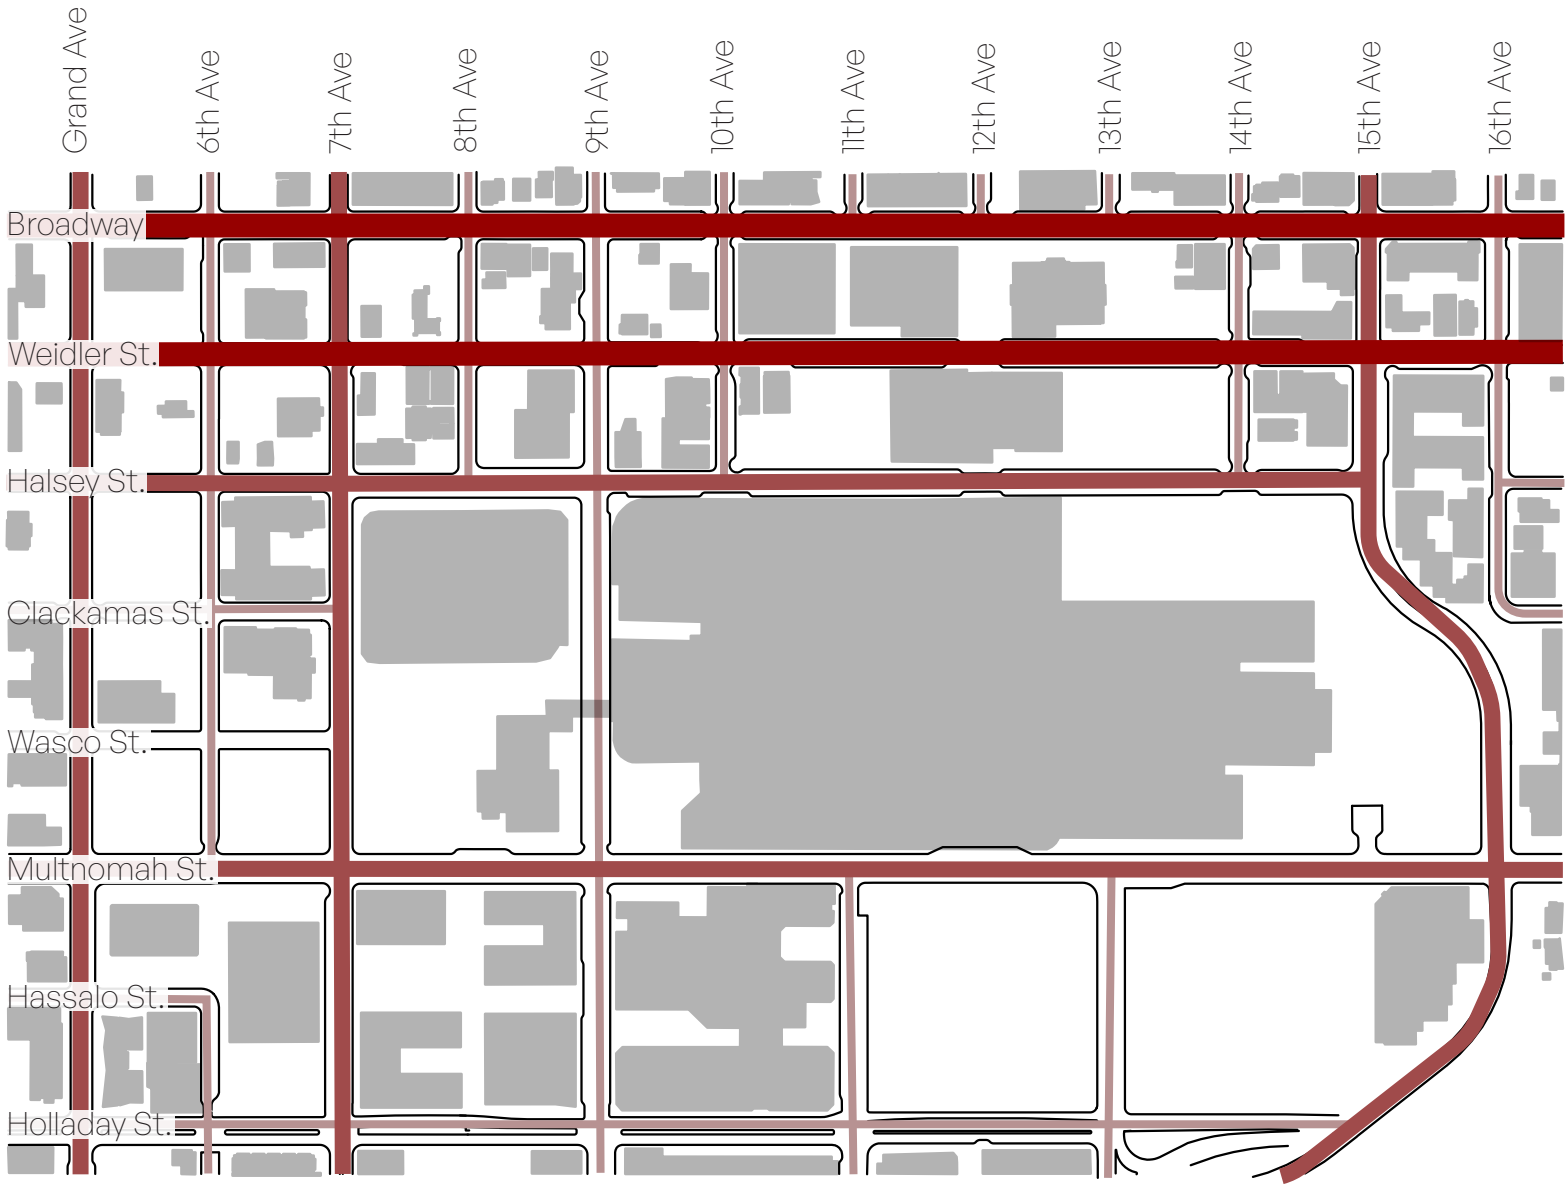 Grand Ave
6th Ave
7th Ave
8th Ave
9th Ave
10th Ave
11th Ave
12th Ave
13th Ave
14th Ave
15th Ave
16th Ave
Broadway
Weidler St.
Halsey St.
Clackamas St.
Wasco St.
Multnomah St.
Hassalo St.
Holladay St.